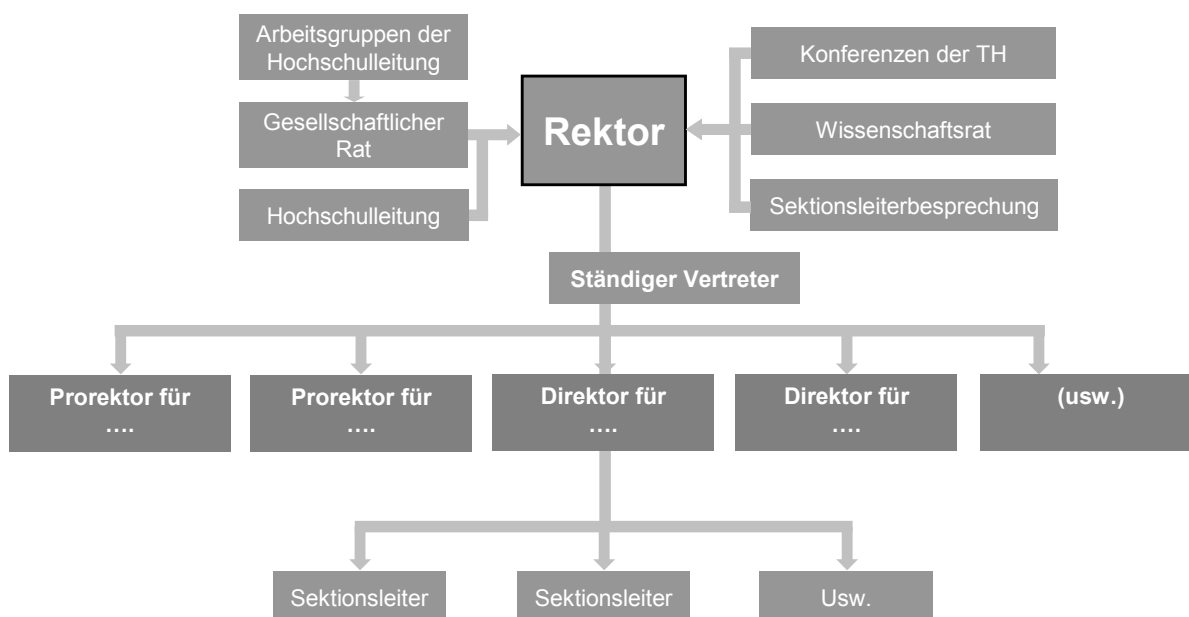 Arbeitsgruppen der
Hochschulleitung
Gesellschaftlicher
Rat
Hochschulleitung
Rektor
Konferenzen der TH
Wissenschaftsrat
Sektionsleiterbesprechung
Ständiger Vertreter
Prorektor für
....
Prorektor für
....
Direktor für
....
Direktor für
....
(usw.)
Sektionsleiter
Sektionsleiter
Usw.